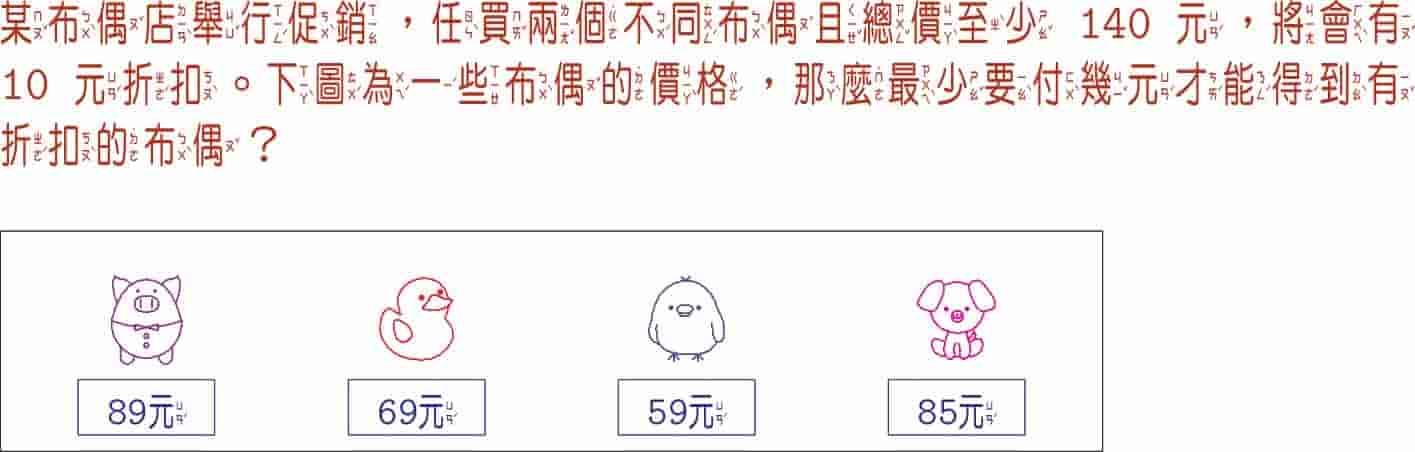 某布偶店舉行促銷，任買兩個不同布偶且總價至少 140 元，將會有
10 元折扣。下圖為一些布偶的價格，那麼最少要付幾元才能得到有
折扣的布偶？
89元 69元 59元 85元